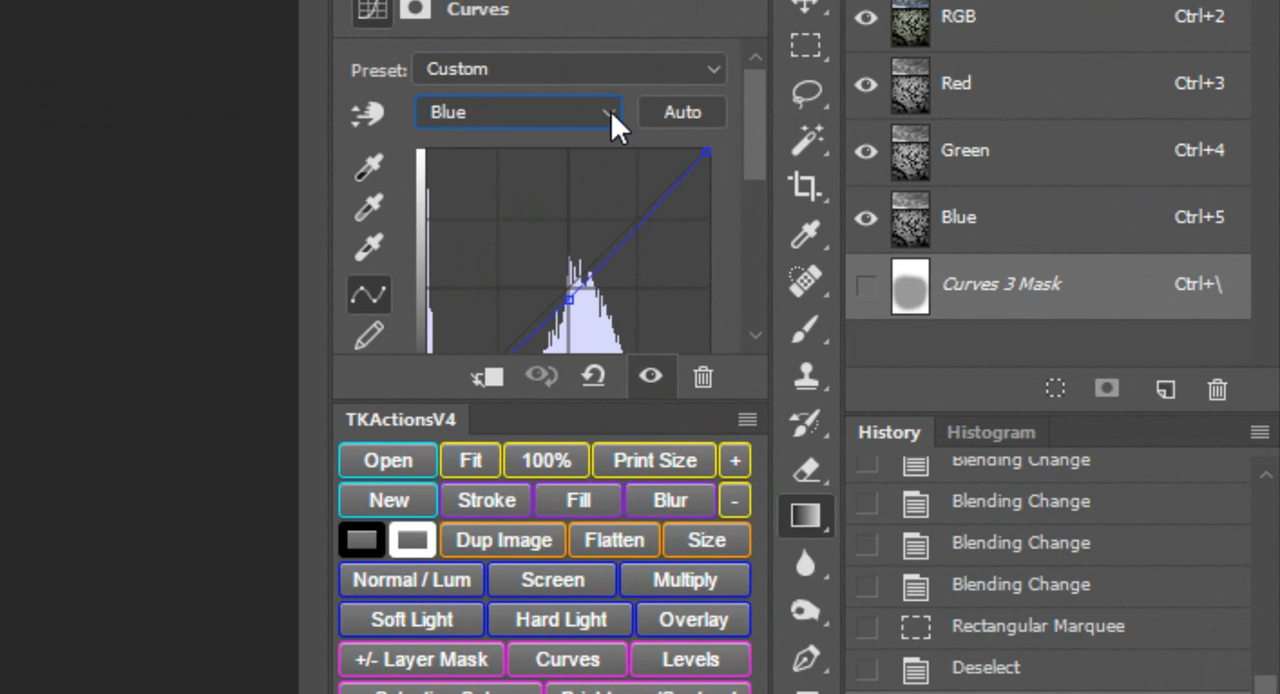 Curves
Preset: Custom
Blue Auto
TKActionsV4
Open Fit 100% Print Size +
New Stroke Fill Blur -
Dup Image Flatten Size
Normal / Lum Screen Multiply
Soft Light Hard Light Overlay
+/- Layer Mask Curves Levels
RGB Ctrl+2
Red Ctrl+3
Green Ctrl+4
Blue Ctrl+5
Curves 3 Mask Ctrl+\
History Histogram
Blending Change
Blending Change
Blending Change
Blending Change
Rectangular Marquee
Deselect